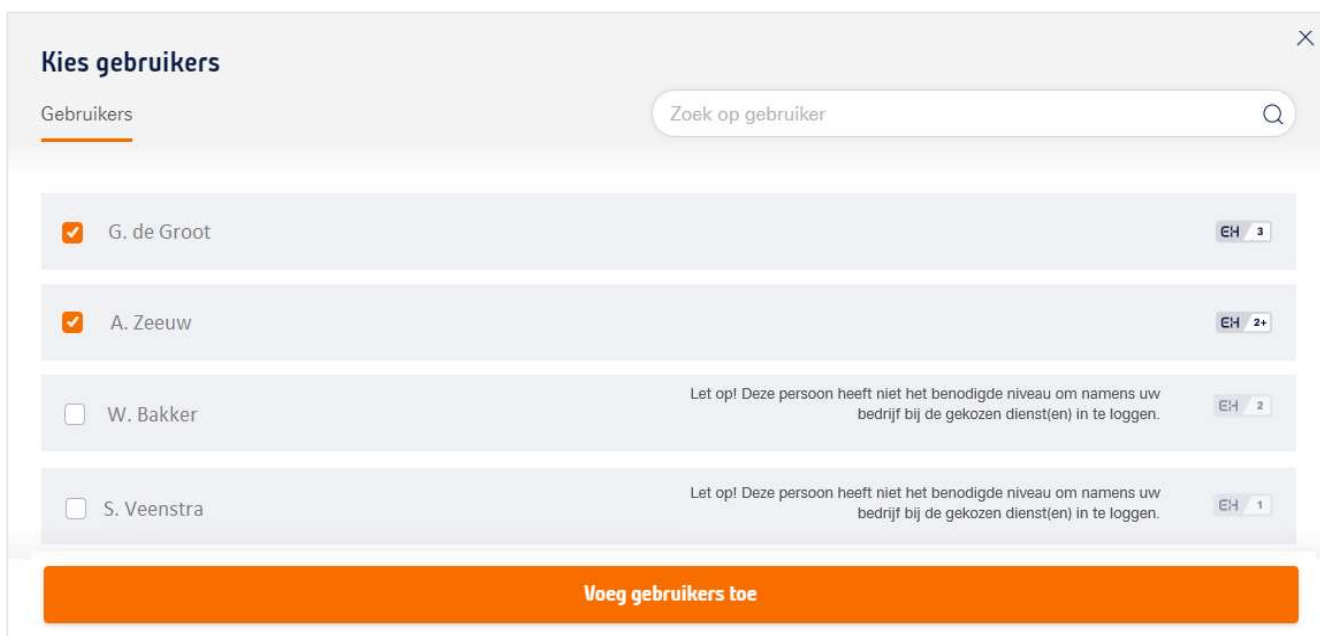 Kies gebruikers
Gebruikers
Zoek op gebruiker
G. de Groot
EH 3
A. Zeeuw
EH 2+
W. Bakker
Let op! Deze persoon heeft niet het benodigde niveau om namens uw
bedrijf bij de gekozen dienst(en) in te loggen.
EH 2
S. Veenstra
Let op! Deze persoon heeft niet het benodigde niveau om namens uw
bedrijf bij de gekozen dienst(en) in te loggen.
EH 1
Voeg gebruikers toe